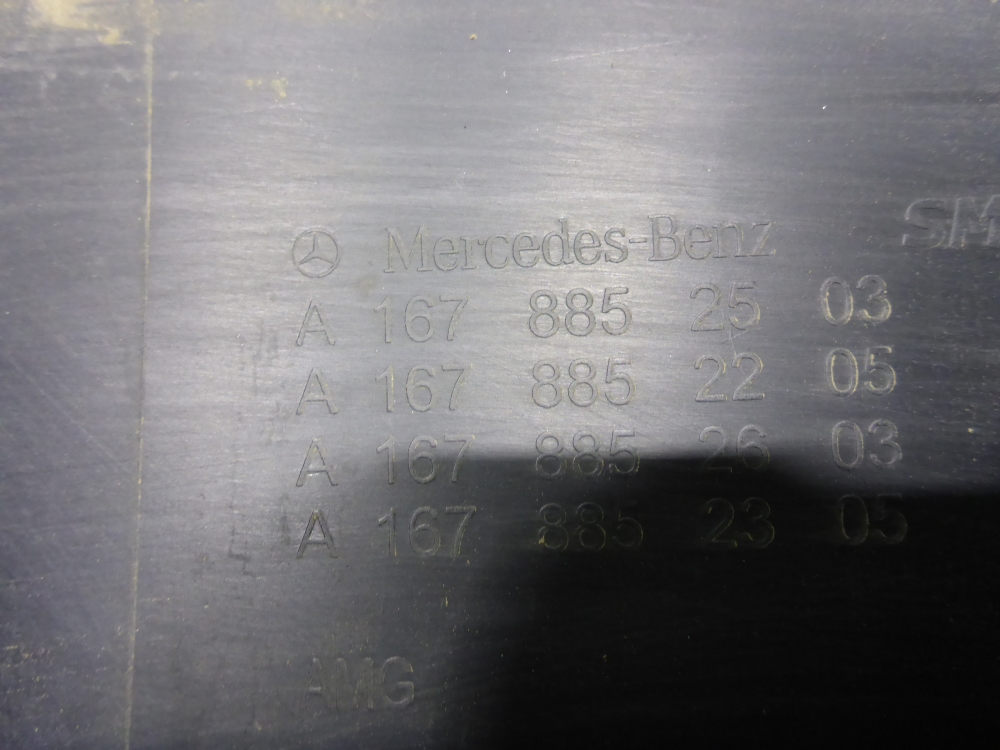 Mercedes-Benz
SM
A 167 885 25 03
A 167 885 22 05
A 167 885 26 03
A 167 885 23 05
AMG